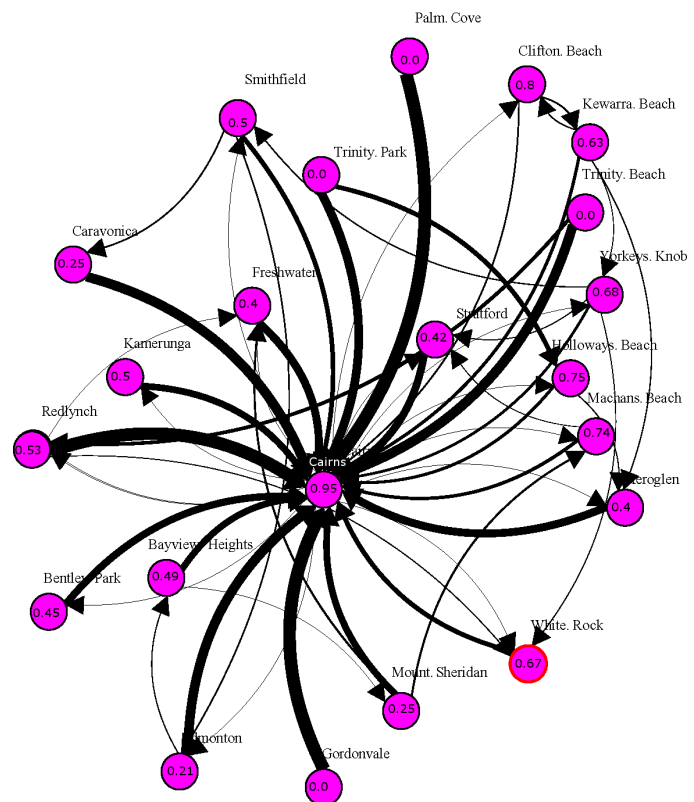 Palm. Cove
0.0
Clifton. Beach
0.8
Smithfield
0.5
Kewarra. Beach
0.63
Trinity. Park
0.0
Trinity. Beach
0.0
Caravonica
0.25
Yorkeys. Knob
0.68
Freshwater
0.4
Stratford
0.42
Kamerunga
0.5
Holloways. Beach
0.75
Machans. Beach
0.74
Redlynch
0.53
Cairns
0.95
0.4
Bayview. Heights
0.49
Bentley. Park
0.45
White. Rock
0.67
Mount. Sheridan
0.25
0.21
Gordonvale
0.0